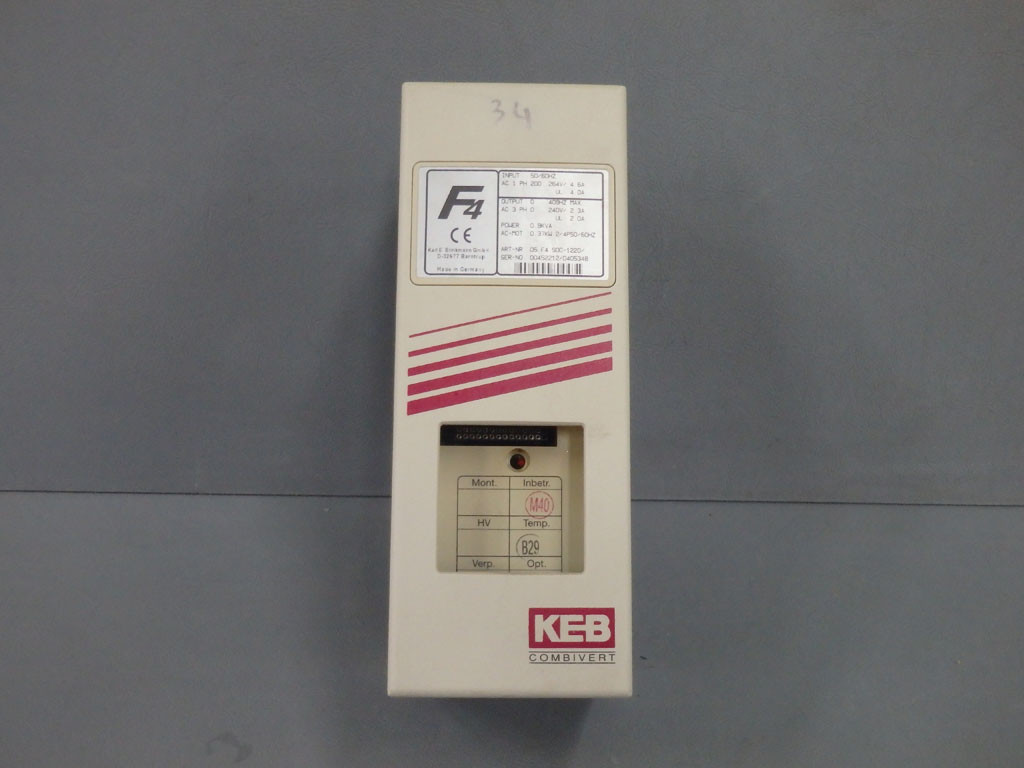 34
F4
CE
Karl E. Brinkmann GmbH
D-32677 Barntrup
Made in Germany
INPUT 50/60HZ
AC 1 PH 200 264V/ 4.6A
UL 4.0A
OUTPUT 0 409HZ MAX
AC 3 PH 0 240V/ 2.3A
UL 2.0A
POWER 0.9KVA
AC-MOT 0.37KW 2/4P50/60HZ
ART-NR 05.F4.S0C-1220/
SER-NO
Mont. Inbetr.
M40
HV Temp.
B29
Verp. Opt.
KEB
COMBIVERT